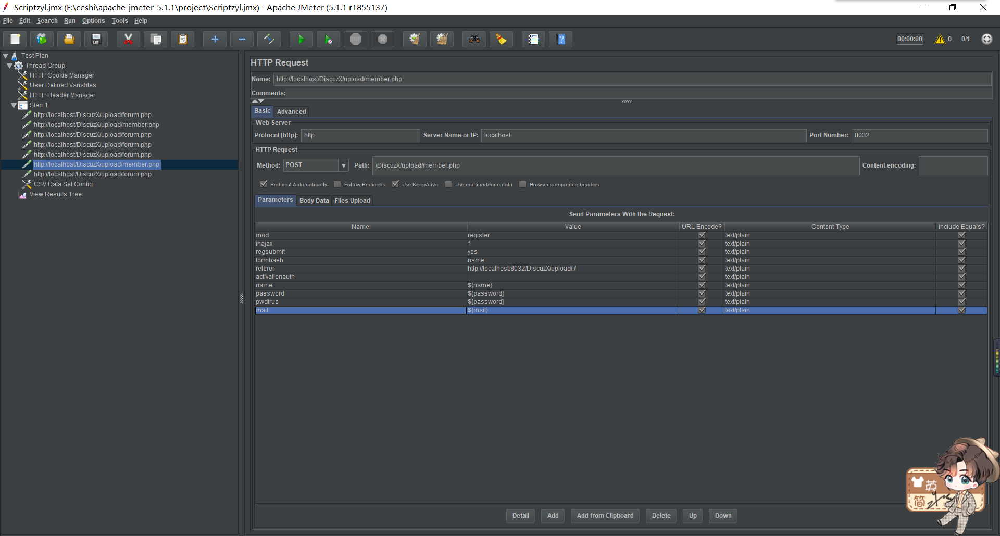 Scriptzyl.jmx (F:\ceshi\apache-jmeter-5.1.1\project\Scriptzyl.jmx) - Apache JMeter (5.1.1 r1855137)
File Edit Search Run Options Tools Help
STOP
00:00:00 0 0/1
Test Plan
Thread Group
HTTP Cookie Manager
User Defined Variables
HTTP Header Manager
Step 1
http://localhost/DiscuzX/upload/forum.php
http://localhost/DiscuzX/upload/member.php
http://localhost/DiscuzX/upload/forum.php
http://localhost/DiscuzX/upload/forum.php
http://localhost/DiscuzX/upload/forum.php
http://localhost/DiscuzX/upload/member.php
http://localhost/DiscuzX/upload/forum.php
CSV Data Set Config
View Results Tree
HTTP Request
Name: http://localhost/DiscuzX/upload/member.php
Comments:
Basic Advanced
Web Server
Protocol [http]: http Server Name or IP: localhost Port Number: 8032
HTTP Request
Method: POST Path: /DiscuzX/upload/member.php Content encoding:
Redirect Automatically Follow Redirects Use KeepAlive Use multipart/form-data Browser-compatible headers
Parameters Body Data Files Upload
Send Parameters With the Request:
Name: Value URL Encode? Content-Type Include Equals?
mod register text/plain
inajax 1 text/plain
regsubmit yes text/plain
formhash name text/plain
referer http://localhost:8032/DiscuzX/upload/./ text/plain
activationauth text/plain
name ${name} text/plain
password ${password} text/plain
pwdtrue ${password} text/plain
mail ${mail} text/plain
Detail Add Add from Clipboard Delete Up Down
英
简